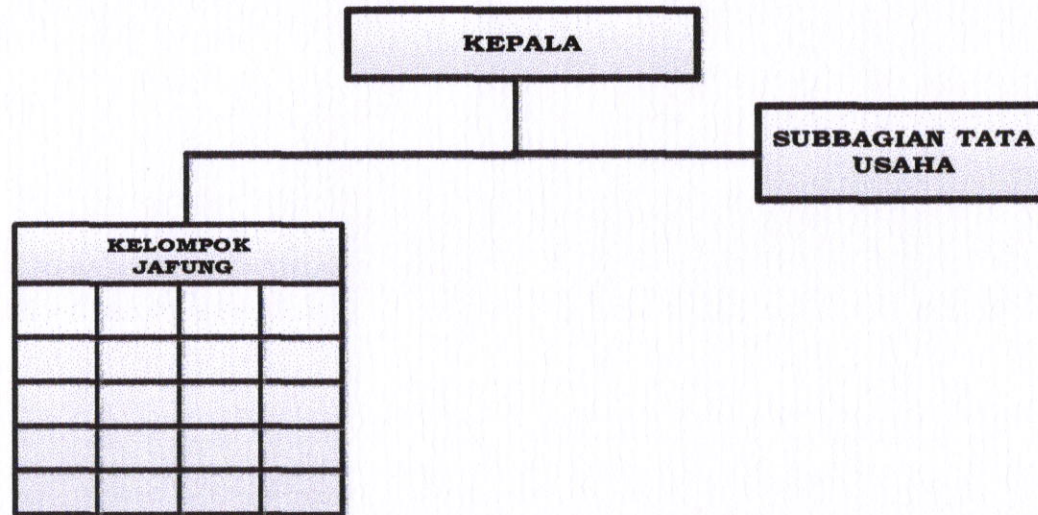 KEPALA
SUBBAGIAN TATA
USAHA
KELOMPOK
JAFUNG